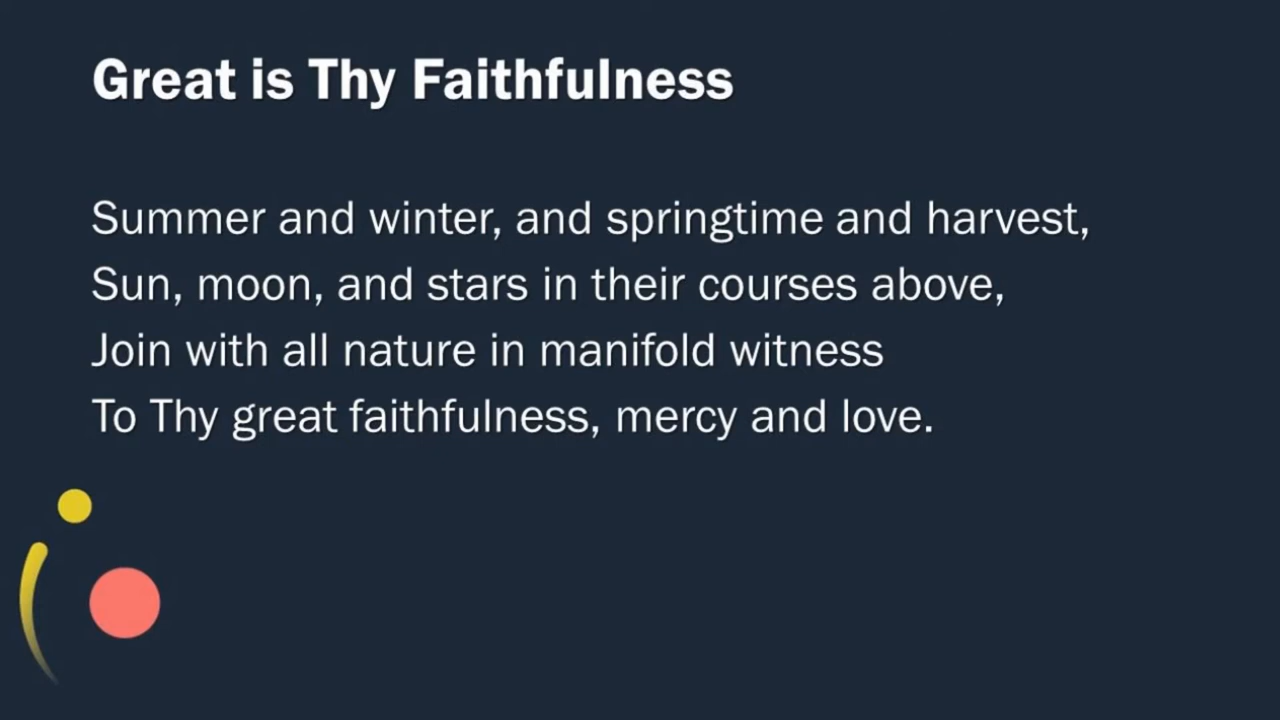 Great is Thy Faithfulness
Summer and winter, and springtime and harvest,
Sun, moon, and stars in their courses above,
Join with all nature in manifold witness
To Thy great faithfulness, mercy and love.